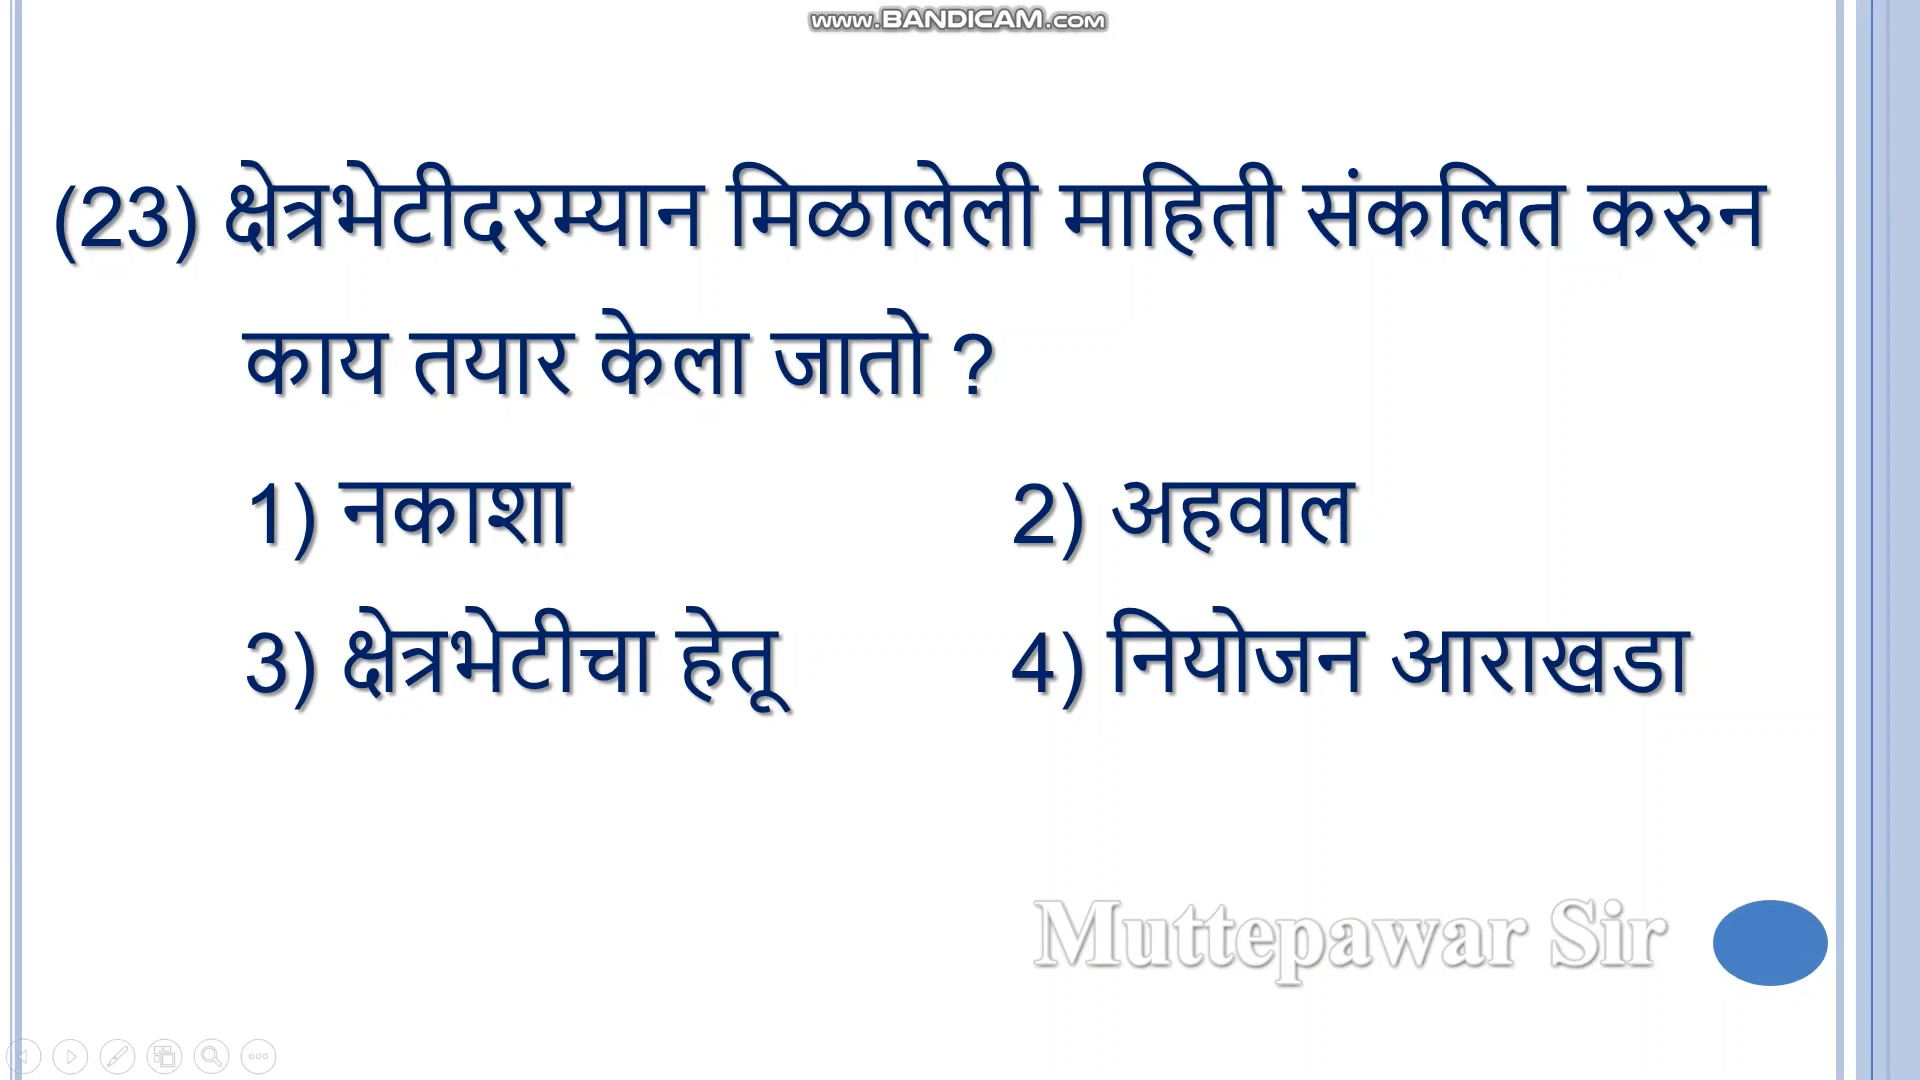 www.BANDICAM.com
(23) क्षेत्रभेटीदरम्यान मिळालेली माहिती संकलित करुन
काय तयार केला जातो ?
1) नकाशा 2) अहवाल
3) क्षेत्रभेटीचा हेतू 4) नियोजन आराखडा
Muttepawar Sir